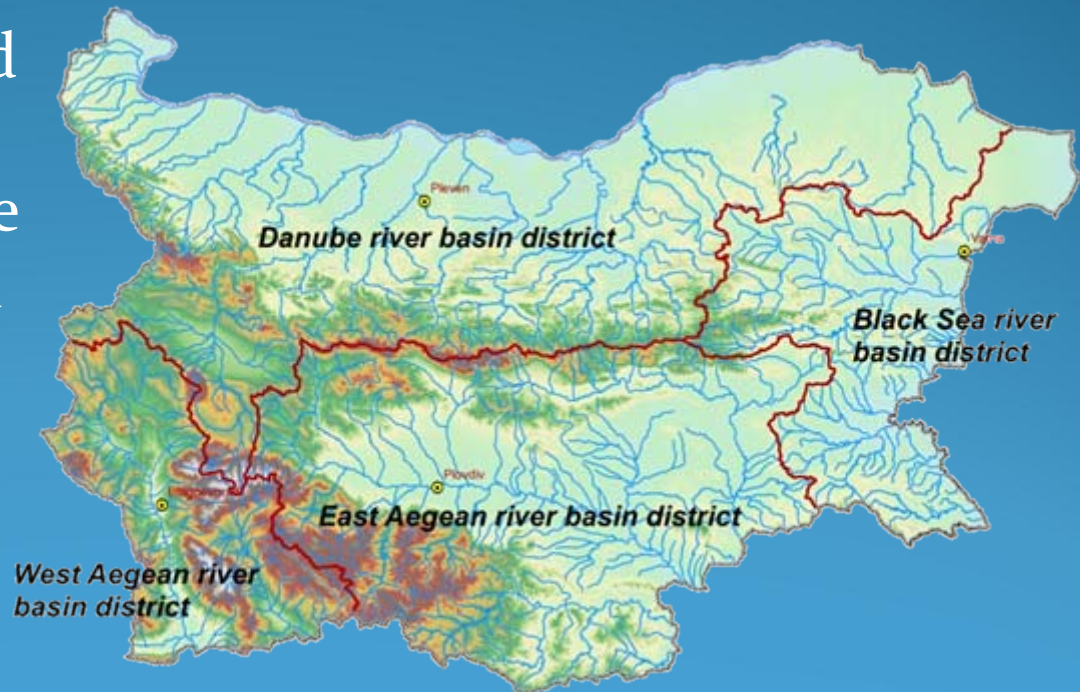 d
e
Pleven
Danube river basin district
Varna
Black Sea river
basin district
Plovdiv
East Aegean river basin district
West Aegean river
basin district